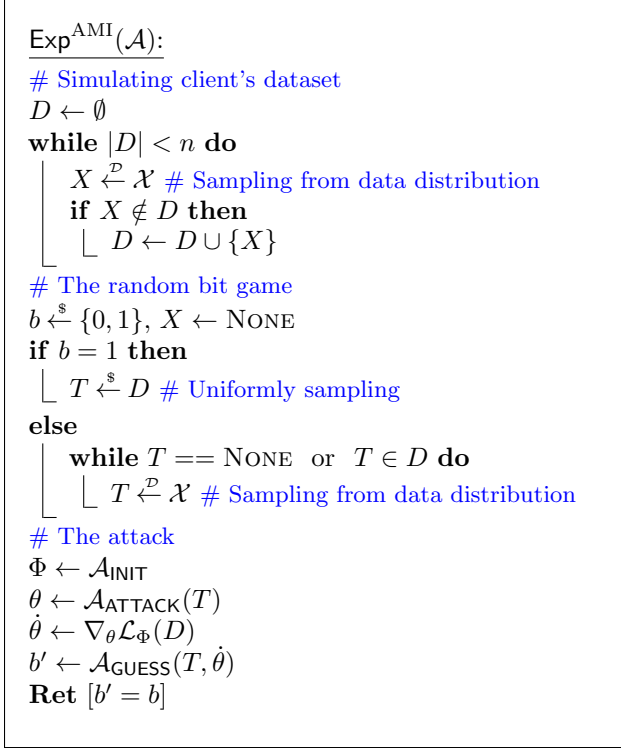 Exp^AMI(𝒜):
# Simulating client's dataset
D ← ∅
while |D| < n do
X ←^𝒟 𝒳 # Sampling from data distribution
if X ∉ D then
D ← D ∪ {X}
# The random bit game
b ←^$ {0, 1}, X ← NONE
if b = 1 then
T ←^$ D # Uniformly sampling
else
while T == NONE or T ∈ D do
T ←^𝒟 𝒳 # Sampling from data distribution
# The attack
Φ ← 𝒜_INIT
θ ← 𝒜_ATTACK(T)
θ̇ ← ∇_θ ℒ_Φ(D)
b′ ← 𝒜_GUESS(T, θ̇)
Ret [b′ = b]